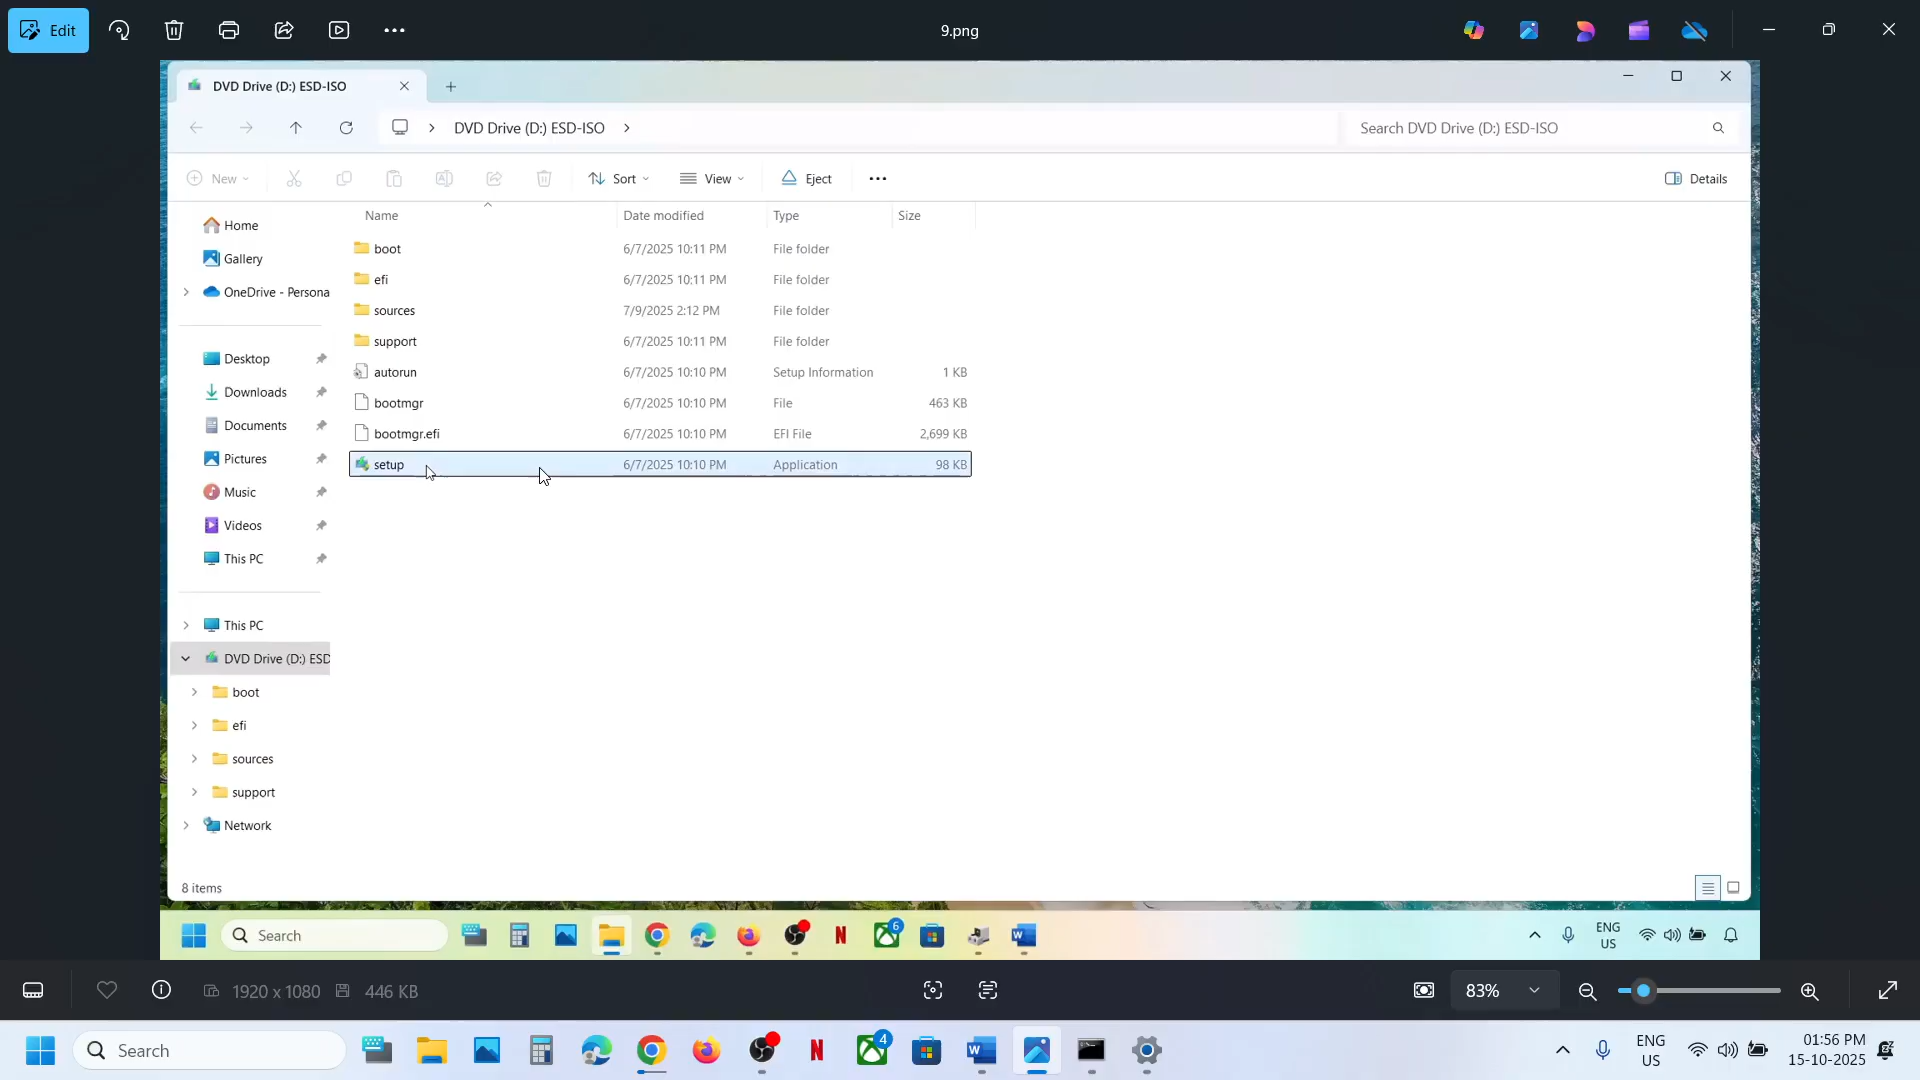 Edit
9.png
DVD Drive (D:) ESD-ISO
DVD Drive (D:) ESD-ISO
Search DVD Drive (D:) ESD-ISO
New
Sort
View
Eject
Details
Name Date modified Type Size
boot 6/7/2025 10:11 PM File folder
efi 6/7/2025 10:11 PM File folder
sources 7/9/2025 2:12 PM File folder
support 6/7/2025 10:11 PM File folder
autorun 6/7/2025 10:10 PM Setup Information 1 KB
bootmgr 6/7/2025 10:10 PM File 463 KB
bootmgr.efi 6/7/2025 10:10 PM EFI File 2,699 KB
setup 6/7/2025 10:10 PM Application 98 KB
Home
Gallery
OneDrive - Persona
Desktop
Downloads
Documents
Pictures
Music
Videos
This PC
This PC
DVD Drive (D:) ESD
boot
efi
sources
support
Network
8 items
Search
N
6
W
ENG
US
1920 x 1080
446 KB
83%
Search
N
4
W
ENG
US
01:56 PM
15-10-2025